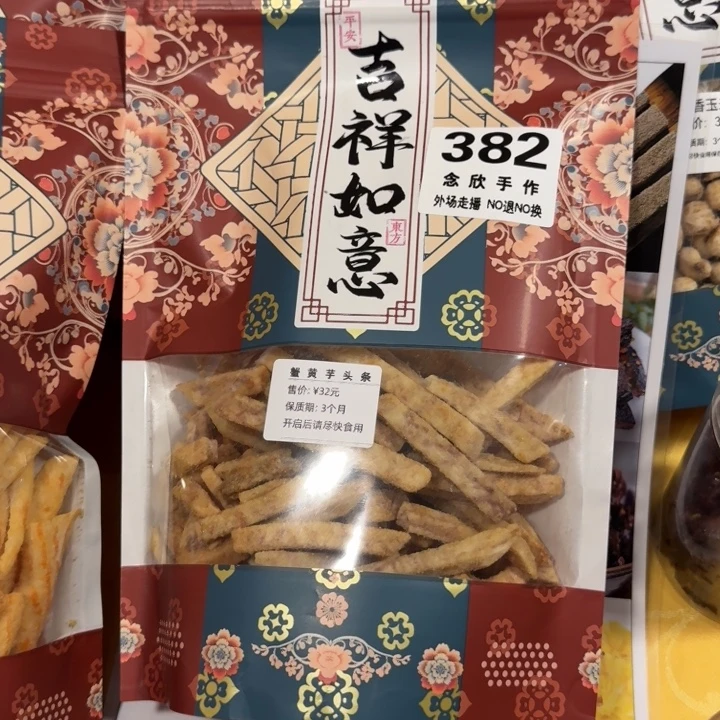 平安
吉祥如意
東方
382
念欣手作
外场走播 NO退NO换
蟹黄芋头条
售价: ¥32元
保质期: 3个月
开启后请尽快食用